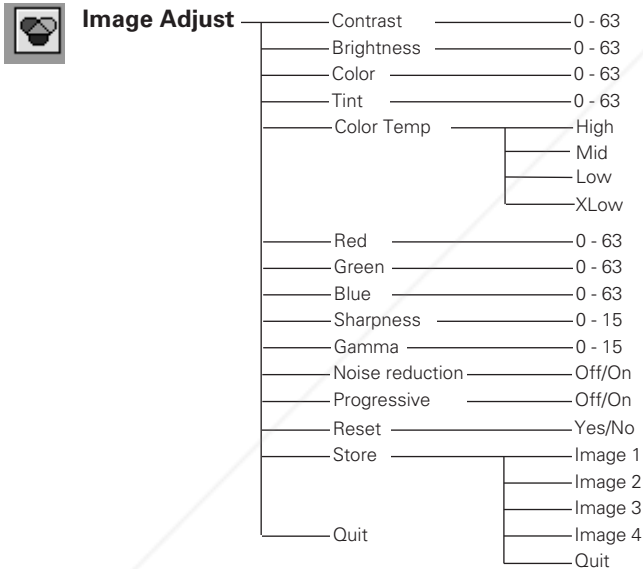 Image Adjust Contrast 0 - 63
Brightness 0 - 63
Color 0 - 63
Tint 0 - 63
Color Temp High
Mid
Low
XLow
Red 0 - 63
Green 0 - 63
Blue 0 - 63
Sharpness 0 - 15
Gamma 0 - 15
Noise reduction Off/On
Progressive Off/On
Reset Yes/No
Store Image 1
Image 2
Image 3
Quit Image 4
Quit